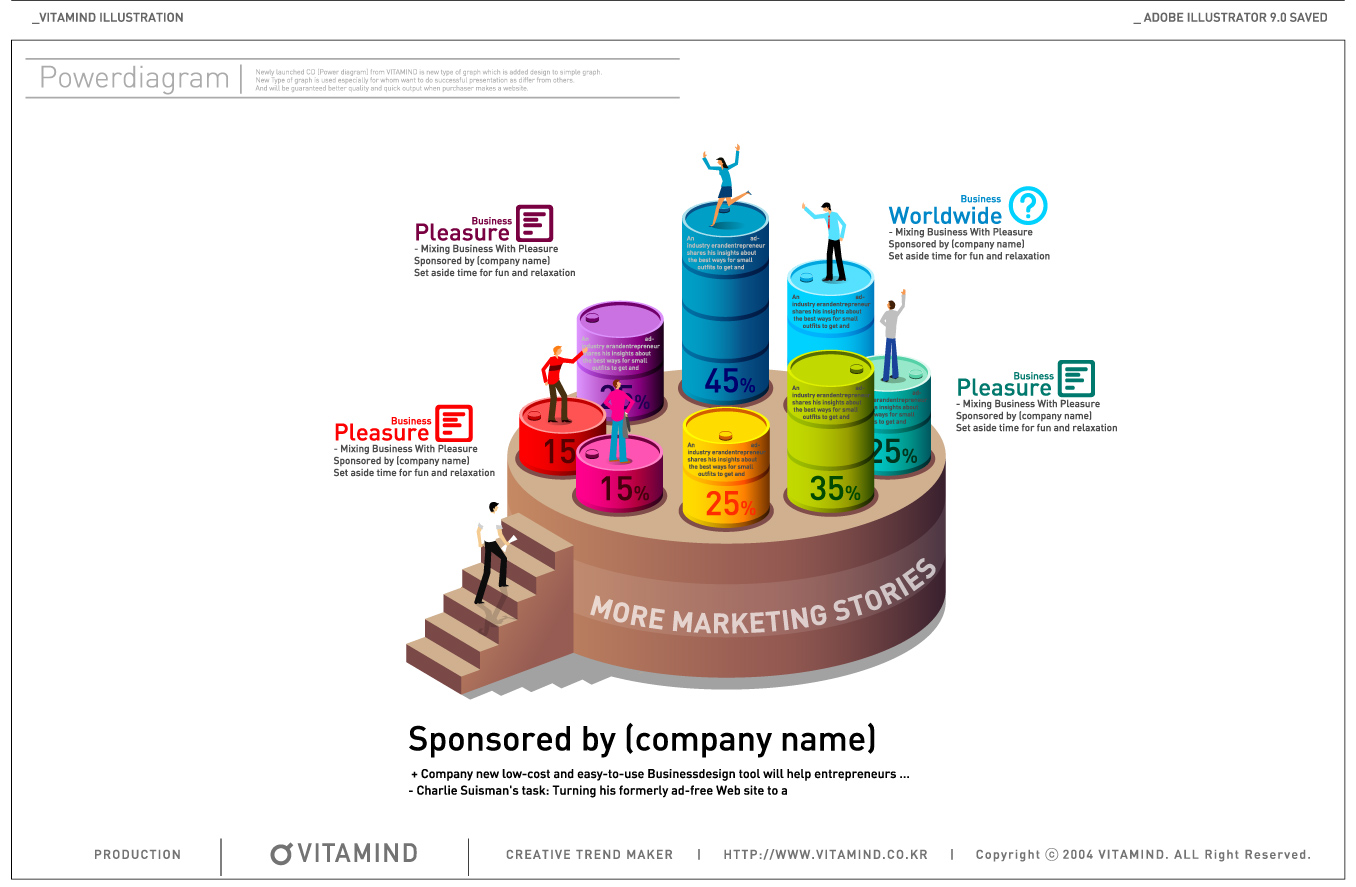 _VITAMIND ILLUSTRATION
_ ADOBE ILLUSTRATOR 9.0 SAVED
Powerdiagram
Newly launched CD (Power diagram) from VITAMIND is new type of graph which is added design to simple graph.
New Type of graph is used especially for whom want to do successful presentation as differ from others.
And will be guaranteed better quality and quick output when purchaser makes a website.
Business
Pleasure
- Mixing Business With Pleasure
Sponsored by (company name)
Set aside time for fun and relaxation
Business
Worldwide
- Mixing Business With Pleasure
Sponsored by (company name)
Set aside time for fun and relaxation
An ad-
industry erandentrepreneur
shares his insights about
the best ways for small
outfits to get and
45%
An ad-
industry erandentrepreneur
shares his insights about
the best ways for small
outfits to get and
An ad-
industry erandentrepreneur
shares his insights about
the best ways for small
outfits to get and
%
Business
Pleasure
- Mixing Business With Pleasure
Sponsored by (company name)
Set aside time for fun and relaxation
An ad-
industry erandentrepreneur
shares his insights about
the best ways for small
outfits to get and
35%
erandentrepreneur
his insights about
ways for small
to get and
25%
Business
Pleasure
- Mixing Business With Pleasure
Sponsored by (company name)
Set aside time for fun and relaxation
15
15%
An ad-
industry erandentrepreneur
shares his insights about
the best ways for small
outfits to get and
25%
MORE MARKETING STORIES
Sponsored by (company name)
+ Company new low-cost and easy-to-use Businessdesign tool will help entrepreneurs ...
- Charlie Suisman's task: Turning his formerly ad-free Web site to a
PRODUCTION
VITAMIND
CREATIVE TREND MAKER | HTTP://WWW.VITAMIND.CO.KR | Copyright ⓒ 2004 VITAMIND. ALL Right Reserved.